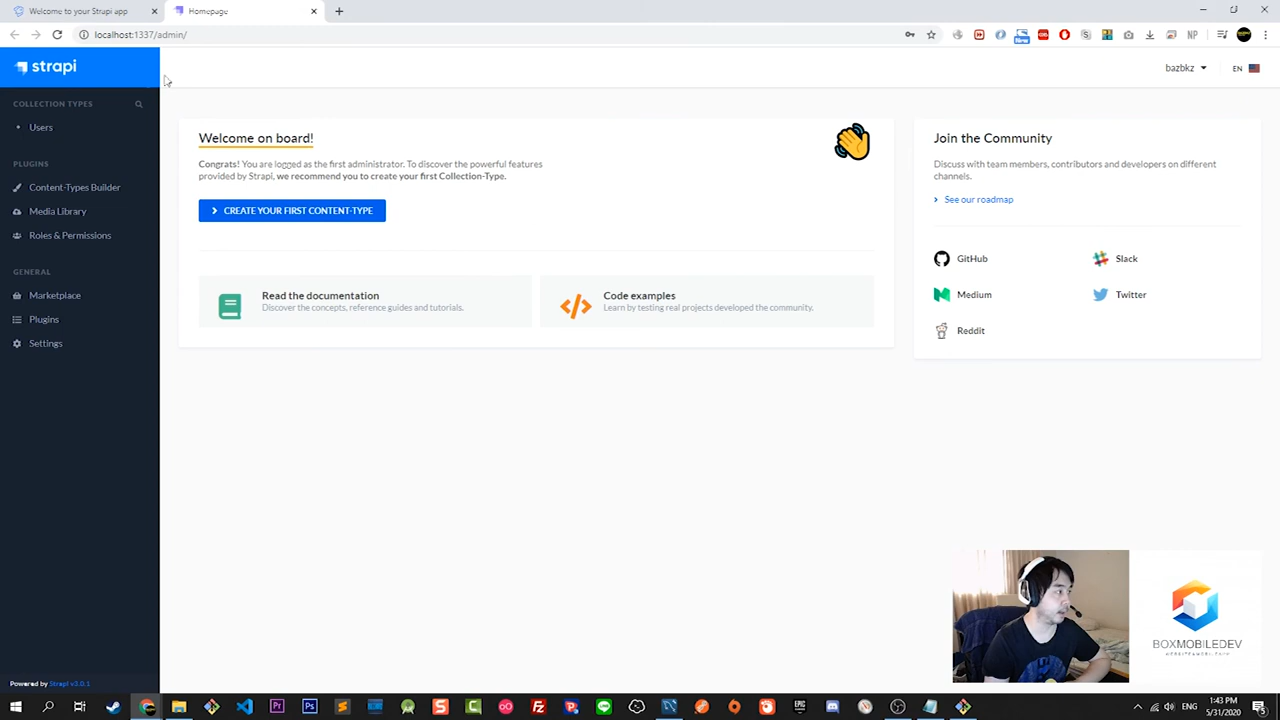 Welcome to your Strapi app
Homepage
localhost:1337/admin/
NP
strapi
bazbkz
EN
COLLECTION TYPES
Users
PLUGINS
Content-Types Builder
Media Library
Roles & Permissions
GENERAL
Marketplace
Plugins
Settings
Welcome on board!
Congrats! You are logged as the first administrator. To discover the powerful features
provided by Strapi, we recommend you to create your first Collection-Type.
CREATE YOUR FIRST CONTENT-TYPE
Read the documentation
Discover the concepts, reference guides and tutorials.
Code examples
Learn by testing real projects developed the community.
Join the Community
Discuss with team members, contributors and developers on different
channels.
See our roadmap
GitHub
Slack
Medium
Twitter
Reddit
BOXMOBILEDEV
Powered by Strapi v3.0.1
ENG
1:43 PM
5/31/2020